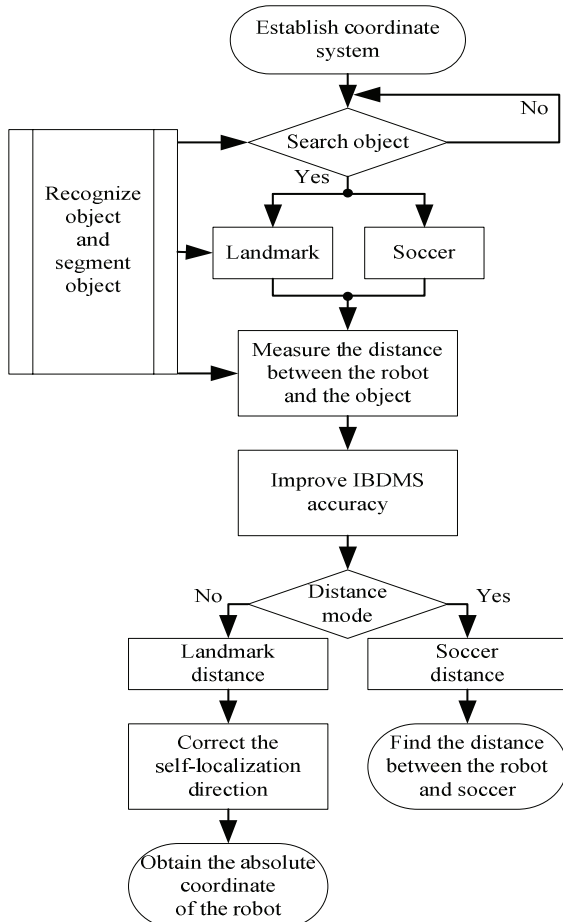 Establish coordinate
system
No
Search object
Yes
Recognize
object
and
segment
object
Landmark
Soccer
Measure the distance
between the robot
and the object
Improve IBDMS
accuracy
No
Distance
mode
Yes
Landmark
distance
Soccer
distance
Correct the
self-localization
direction
Find the distance
between the robot
and soccer
Obtain the absolute
coordinate
of the robot